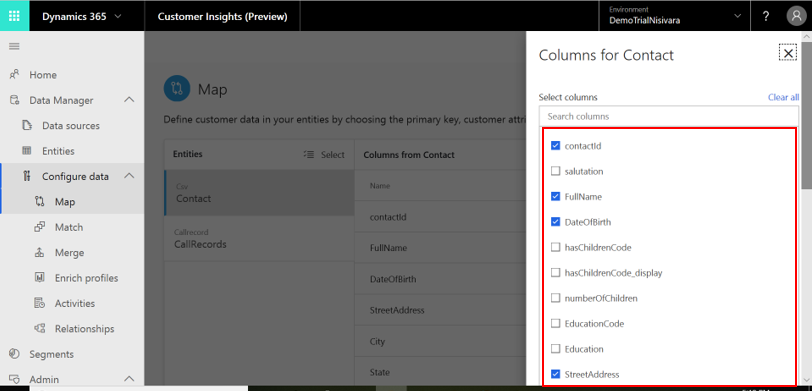 Dynamics 365
Customer Insights (Preview)
Environment
DemoTrialNisivara
?
Home
Data Manager
Data sources
Entities
Configure data
Map
Match
Merge
Enrich profiles
Activities
Relationships
Segments
Admin
Map
Define customer data in your entities by choosing the primary key, customer attri
Entities
Select
Contact
Callrecord
CallRecords
Columns from Contact
Name
contactId
FullName
DateOfBirth
StreetAddress
City
State
Columns for Contact
Select columns
Clear all
Search columns
contactId
salutation
FullName
DateOfBirth
hasChildrenCode
hasChildrenCode_display
numberOfChildren
EducationCode
Education
StreetAddress